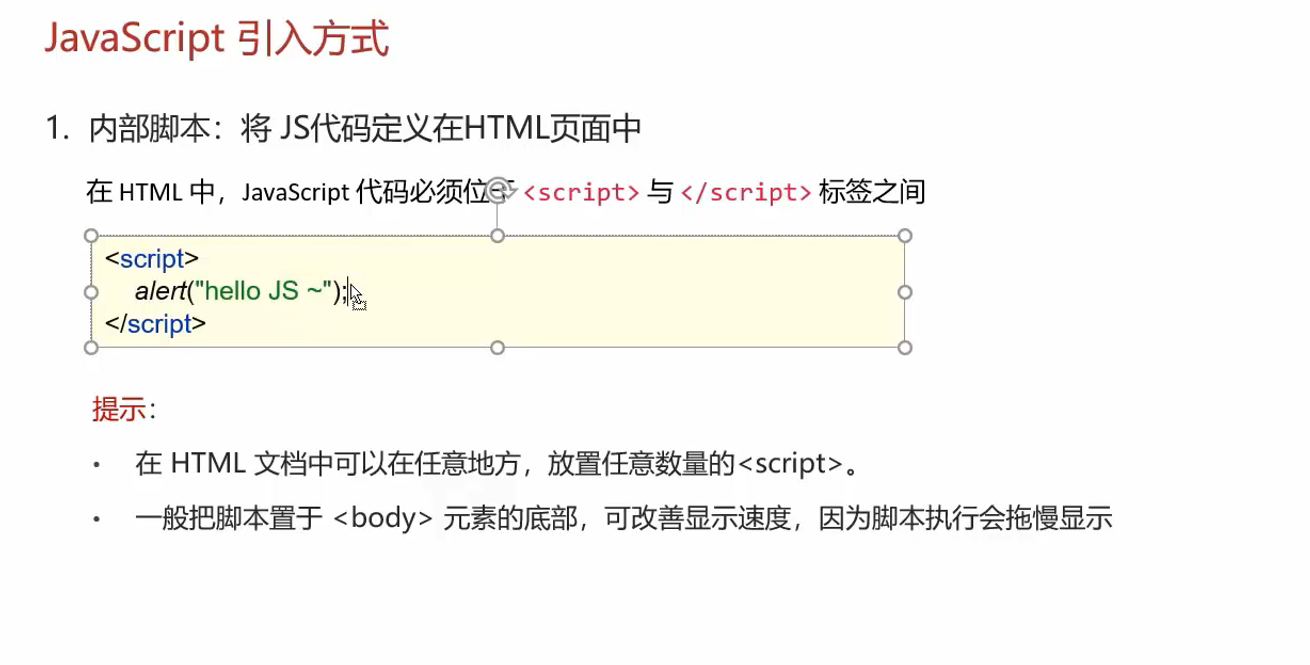 JavaScript 引入方式
1. 内部脚本：将 JS代码定义在HTML页面中
在 HTML 中，JavaScript 代码必须位于 <script> 与 </script> 标签之间
<script>
alert("hello JS ~");
</script>
提示：
• 在 HTML 文档中可以在任意地方，放置任意数量的<script>。
• 一般把脚本置于 <body> 元素的底部，可改善显示速度，因为脚本执行会拖慢显示